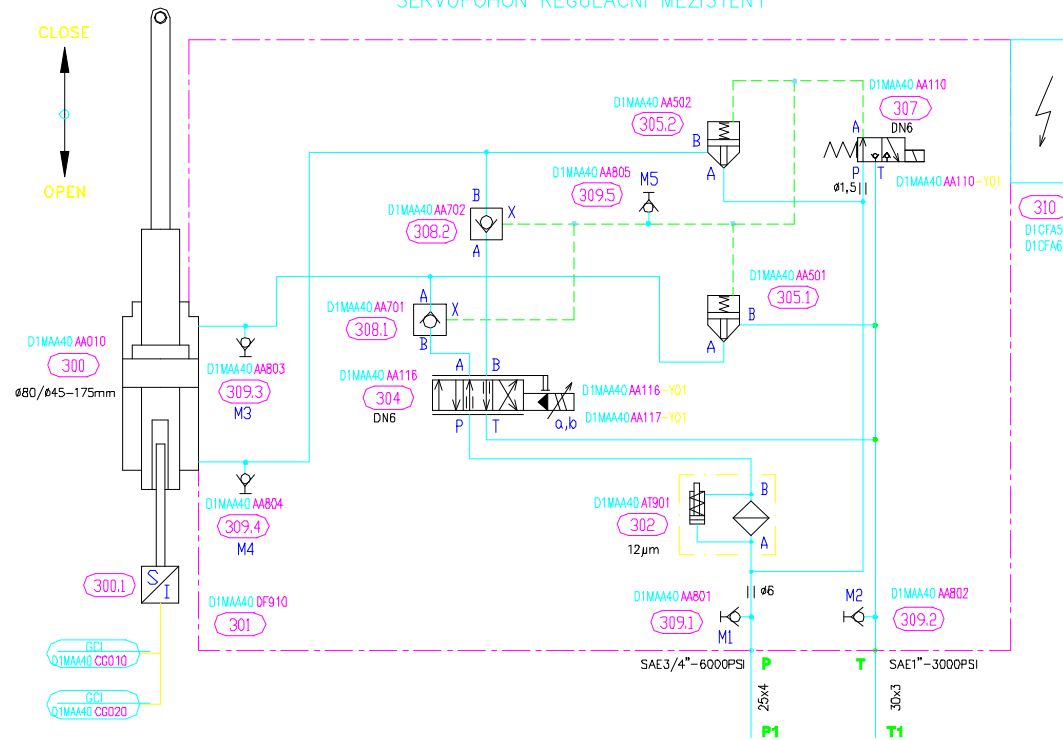 SERVOPOHON REGULAČNÍ MEZISTĚNY
CLOSE
OPEN
D1MAA40 AA502
305.2
B
A
D1MAA40 AA110
307
DN6
A
P T
D1MAA40 AA110-Y01
ø1,5
D1MAA40 AA805
309.5
M5
310
D1CFA5
D1CFA6
D1MAA40 AA702
308.2
B
X
A
D1MAA40 AA501
305.1
B
A
D1MAA40 AA701
308.1
A
X
B
D1MAA40 AA010
300
ø80/ø45-175mm
D1MAA40 AA803
309.3
M3
D1MAA40 AA116
304
DN6
A B
P T
a,b
D1MAA40 AA116-Y01
D1MAA40 AA117-Y01
D1MAA40 AA804
309.4
M4
D1MAA40 AT901
302
12µm
B
A
300.1
S
I
D1MAA40 DF910
301
D1MAA40 AA801
309.1
M1
ø6
M2
D1MAA40 AA802
309.2
GCI
D1MAA40 CG010
GCI
D1MAA40 CG020
SAE3/4"-6000PSI P
T SAE1"-3000PSI
25x4
30x3
P1
T1